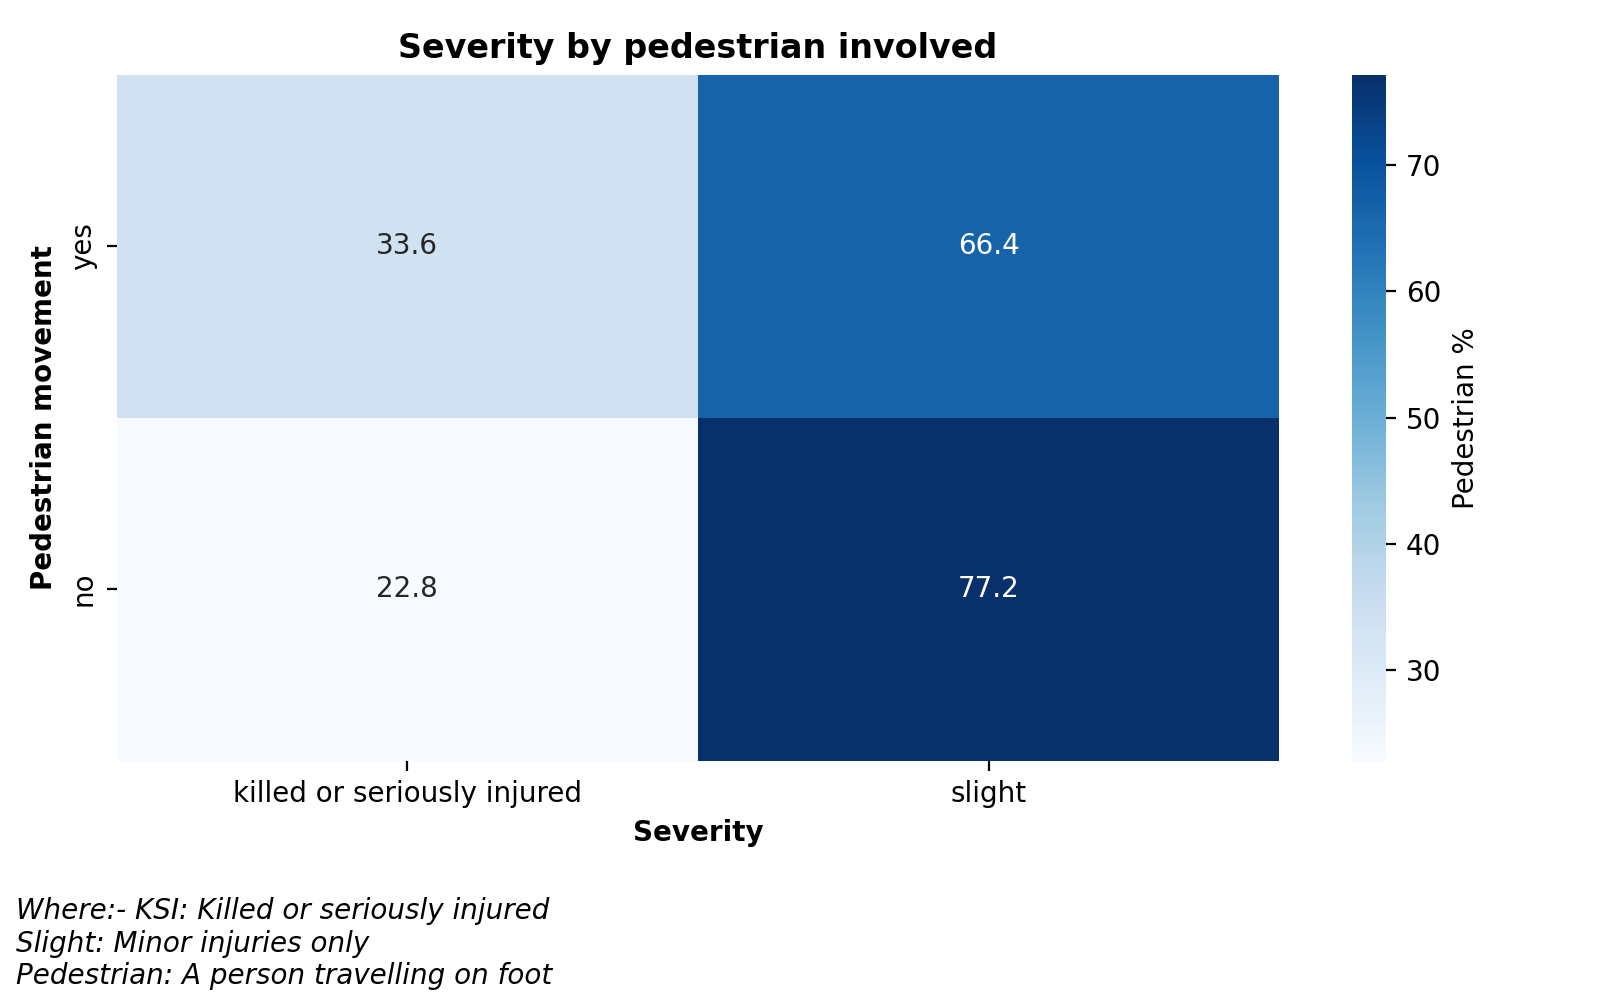 Severity by pedestrian involved
Pedestrian movement
yes
33.6
66.4
no
22.8
77.2
killed or seriously injured
slight
Severity
70
60
50
40
30
Pedestrian %
Where:- KSI: Killed or seriously injured
Slight: Minor injuries only
Pedestrian: A person travelling on foot